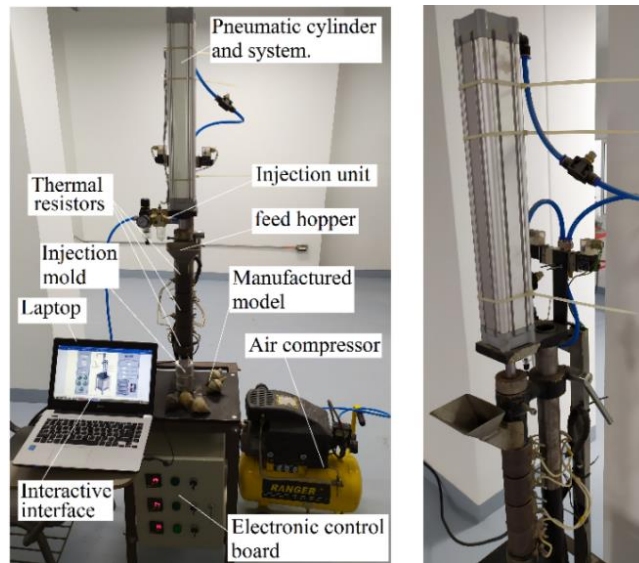 Pneumatic cylinder
and system.
Thermal
resistors
Injection unit
feed hopper
Injection
mold
Manufactured
model
Laptop
Air compressor
RANGER
Interactive
interface
Electronic control
board